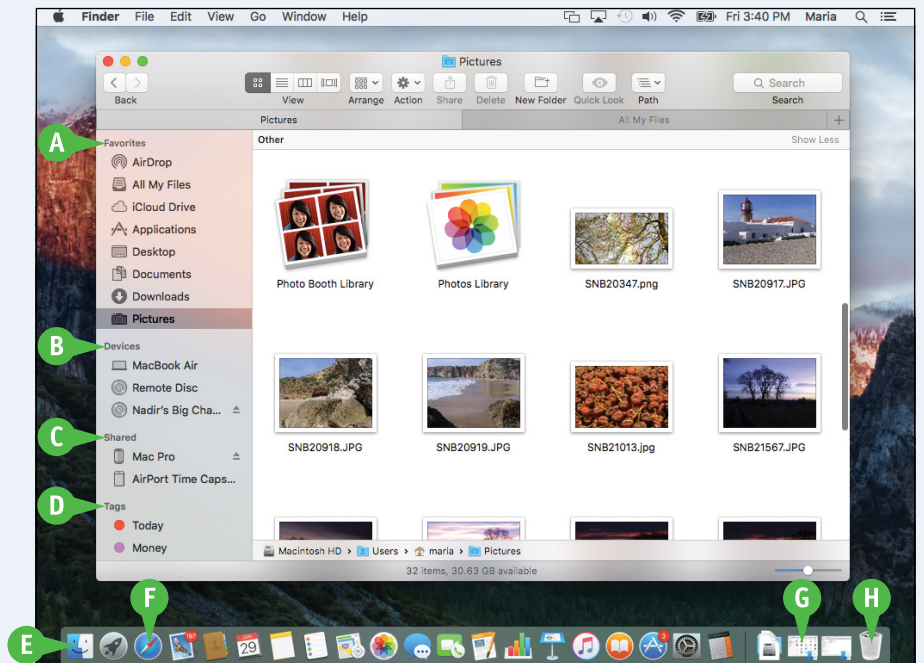 Finder File Edit View Go Window Help Fri 3:40 PM Maria
Pictures
Back View Arrange Action Share Delete New Folder Quick Look Path Search
Search
Pictures All My Files +
A
Favorites
AirDrop
All My Files
iCloud Drive
Applications
Desktop
Documents
Downloads
Pictures
B
Devices
MacBook Air
Remote Disc
Nadir's Big Cha...
C
Shared
Mac Pro
AirPort Time Caps...
D
Tags
Today
Money
Other Show Less
Photo Booth Library Photos Library SNB20347.png SNB20917.JPG
SNB20918.JPG SNB20919.JPG SNB21013.jpg SNB21567.JPG
Macintosh HD › Users › maria › Pictures
32 items, 30.63 GB available
F
G
H
E
197
JAN
29
3